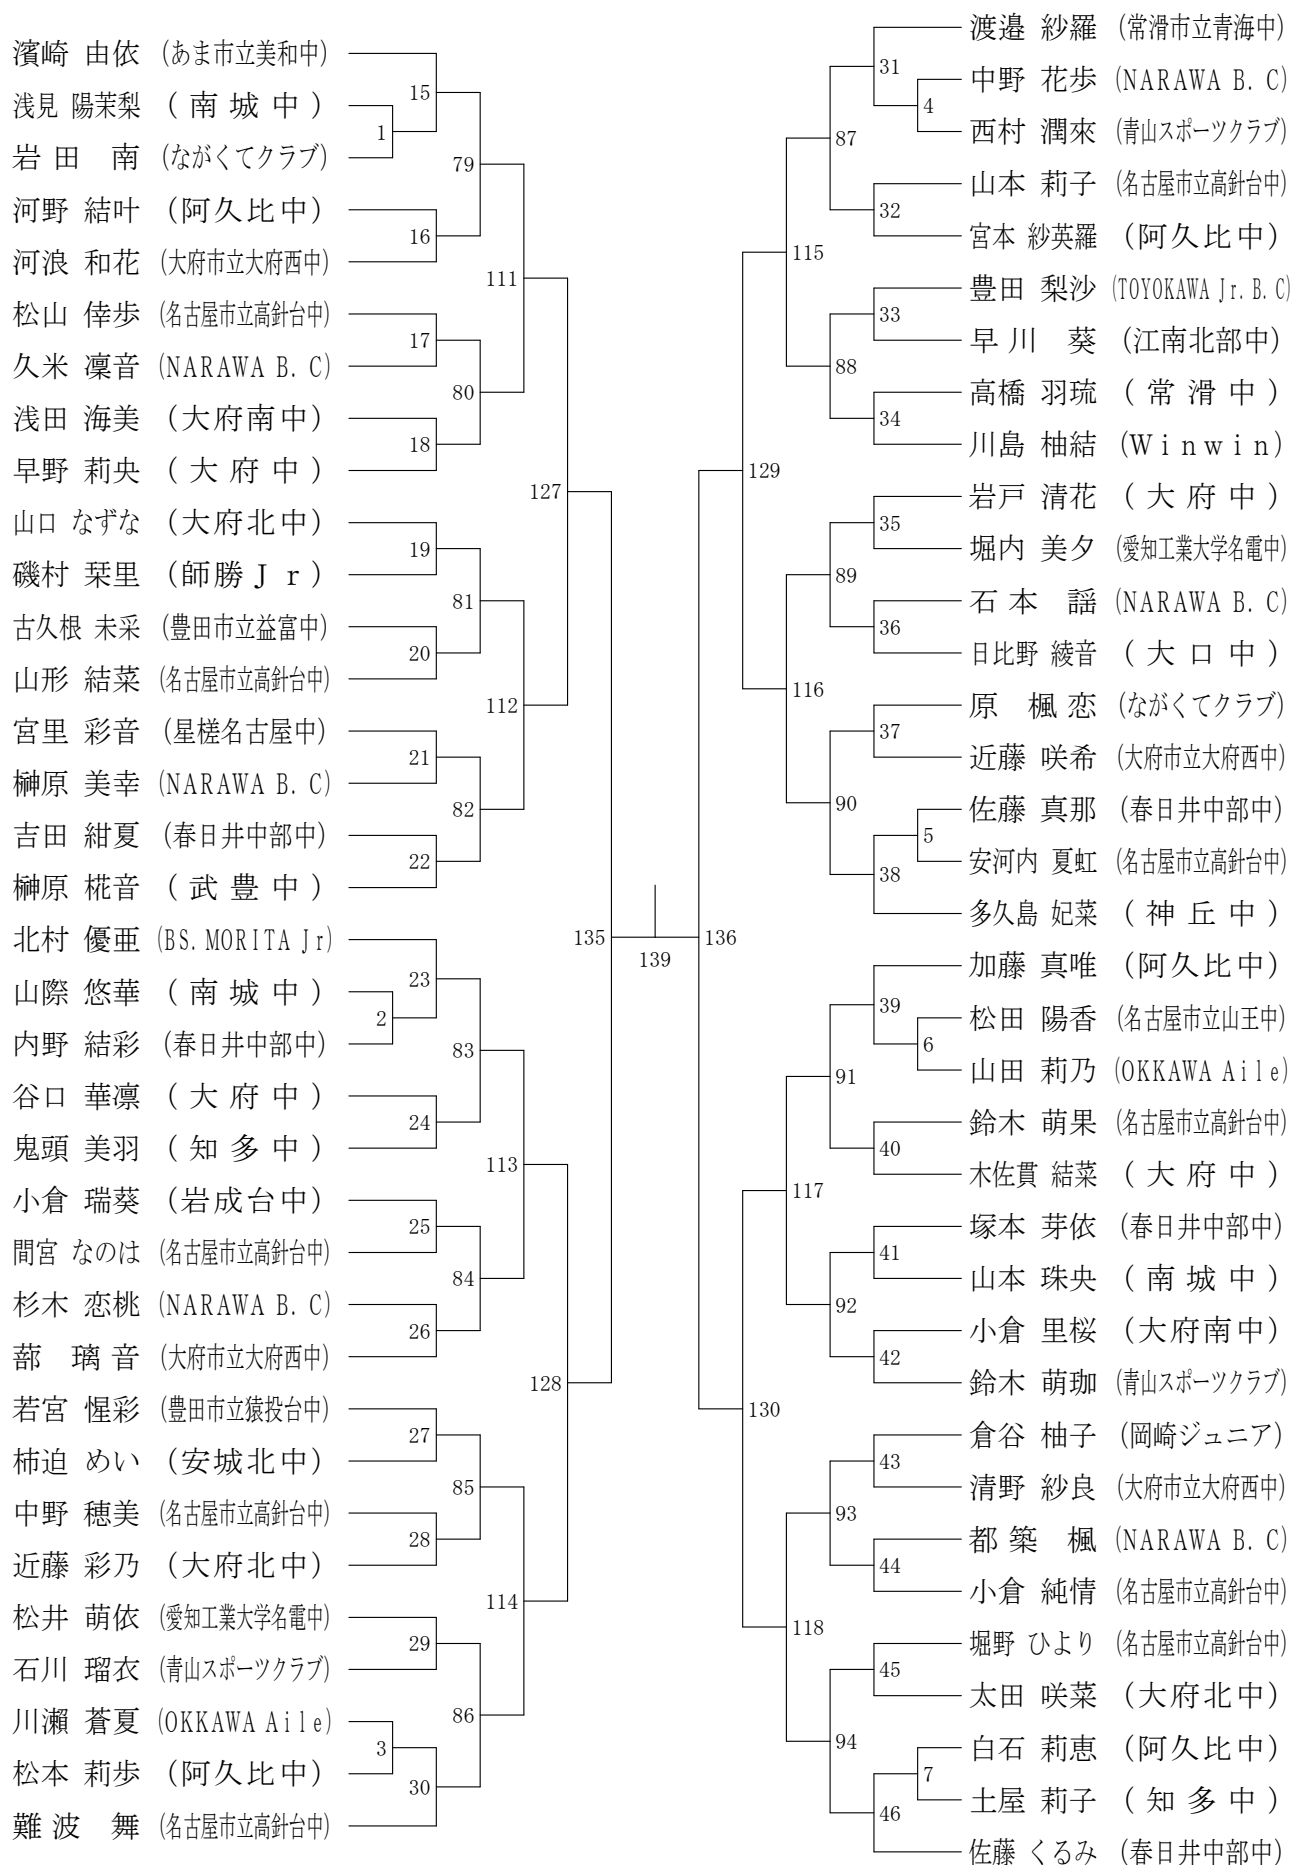 濱崎 由依 (あま市立美和中)
浅見 陽茉梨 (南城中)
岩田 南 (ながくてクラブ)
河野 結叶 (阿久比中)
河浪 和花 (大府市立大府西中)
松山 倖歩 (名古屋市立高針台中)
久米 凜音 (NARAWA B.C)
浅田 海美 (大府南中)
早野 莉央 (大府中)
山口 なずな (大府北中)
磯村 栞里 (師勝Jr)
古久根 未采 (豊田市立益富中)
山形 結菜 (名古屋市立高針台中)
宮里 彩音 (星槎名古屋中)
榊原 美幸 (NARAWA B.C)
吉田 紺夏 (春日井中部中)
榊原 椛音 (武豊中)
北村 優亜 (BS.MORITA Jr)
山際 悠華 (南城中)
内野 結彩 (春日井中部中)
谷口 華凛 (大府中)
鬼頭 美羽 (知多中)
小倉 瑞葵 (岩成台中)
間宮 なのは (名古屋市立高針台中)
杉木 恋桃 (NARAWA B.C)
蔀 璃音 (大府市立大府西中)
若宮 惺彩 (豊田市立猿投台中)
柿迫 めい (安城北中)
中野 穂美 (名古屋市立高針台中)
近藤 彩乃 (大府北中)
松井 萌依 (愛知工業大学名電中)
石川 瑠衣 (青山スポーツクラブ)
川瀬 蒼夏 (OKKAWA Aile)
松本 莉歩 (阿久比中)
難波 舞 (名古屋市立高針台中)
1
2
3
15
16
17
18
19
20
21
22
23
24
25
26
27
28
29
30
79
80
81
82
83
84
85
86
111
112
113
114
127
128
135
139
136
129
130
115
116
117
118
87
88
89
90
91
92
93
94
31
32
33
34
35
36
37
38
39
40
41
42
43
44
45
46
4
5
6
7
渡邉 紗羅 (常滑市立青海中)
中野 花歩 (NARAWA B.C)
西村 潤來 (青山スポーツクラブ)
山本 莉子 (名古屋市立高針台中)
宮本 紗英羅 (阿久比中)
豊田 梨沙 (TOYOKAWA Jr.B.C)
早川 葵 (江南北部中)
高橋 羽琉 (常滑中)
川島 柚結 (Winwin)
岩戸 清花 (大府中)
堀内 美夕 (愛知工業大学名電中)
石本 謡 (NARAWA B.C)
日比野 綾音 (大口中)
原 楓恋 (ながくてクラブ)
近藤 咲希 (大府市立大府西中)
佐藤 真那 (春日井中部中)
安河内 夏虹 (名古屋市立高針台中)
多久島 妃菜 (神丘中)
加藤 真唯 (阿久比中)
松田 陽香 (名古屋市立山王中)
山田 莉乃 (OKKAWA Aile)
鈴木 萌果 (名古屋市立高針台中)
木佐貫 結菜 (大府中)
塚本 芽依 (春日井中部中)
山本 珠央 (南城中)
小倉 里桜 (大府南中)
鈴木 萌珈 (青山スポーツクラブ)
倉谷 柚子 (岡崎ジュニア)
清野 紗良 (大府市立大府西中)
都築 楓 (NARAWA B.C)
小倉 純情 (名古屋市立高針台中)
堀野 ひより (名古屋市立高針台中)
太田 咲菜 (大府北中)
白石 莉恵 (阿久比中)
土屋 莉子 (知多中)
佐藤 くるみ (春日井中部中)